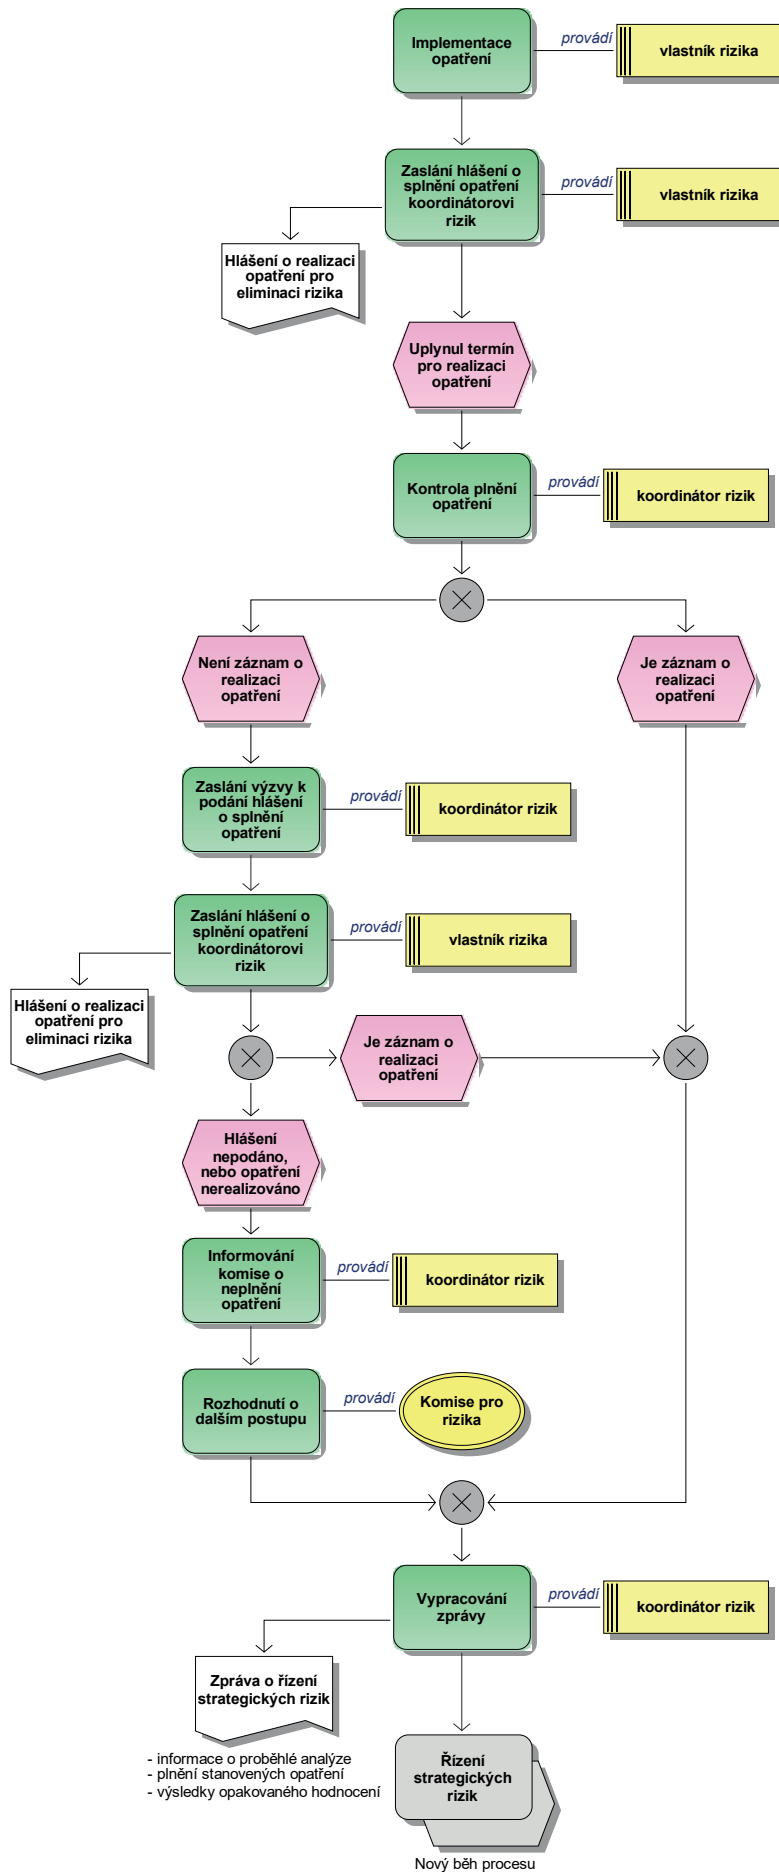 Implementace
opatření
provádí
vlastník rizika
Zaslání hlášení o
splnění opatření
koordinátorovi
rizik
provádí
vlastník rizika
Hlášení o realizaci
opatření pro
eliminaci rizika
Uplynul termín
pro realizaci
opatření
Kontrola plnění
opatření
provádí
koordinátor rizik
Není záznam o
realizaci
opatření
Je záznam o
realizaci
opatření
Zaslání výzvy k
podání hlášení
o splnění
opatření
provádí
koordinátor rizik
Zaslání hlášení o
splnění opatření
koordinátorovi
rizik
provádí
vlastník rizika
Hlášení o realizaci
opatření pro
eliminaci rizika
Je záznam o
realizaci
opatření
Hlášení
nepodáno,
nebo opatření
nerealizováno
Informování
komise o
neplnění
opatření
provádí
koordinátor rizik
Rozhodnutí o
dalším postupu
provádí
Komise pro
rizika
Vypracování
zprávy
provádí
koordinátor rizik
Zpráva o řízení
strategických rizik
- informace o proběhlé analýze
- plnění stanovených opatření
- výsledky opakovaného hodnocení
Řízení
strategických
rizik
Nový běh procesu